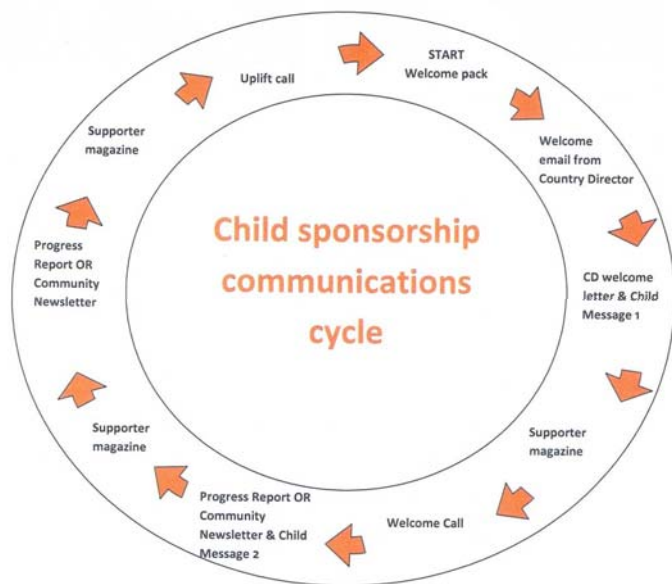 START
Welcome pack
Welcome
email from
Country Director
CD welcome
letter & Child
Message 1
Supporter
magazine
Welcome Call
Progress Report OR
Community
Newsletter & Child
Message 2
Supporter
magazine
Progress
Report OR
Community
Newsletter
Supporter
magazine
Uplift call
Child sponsorship
communications
cycle